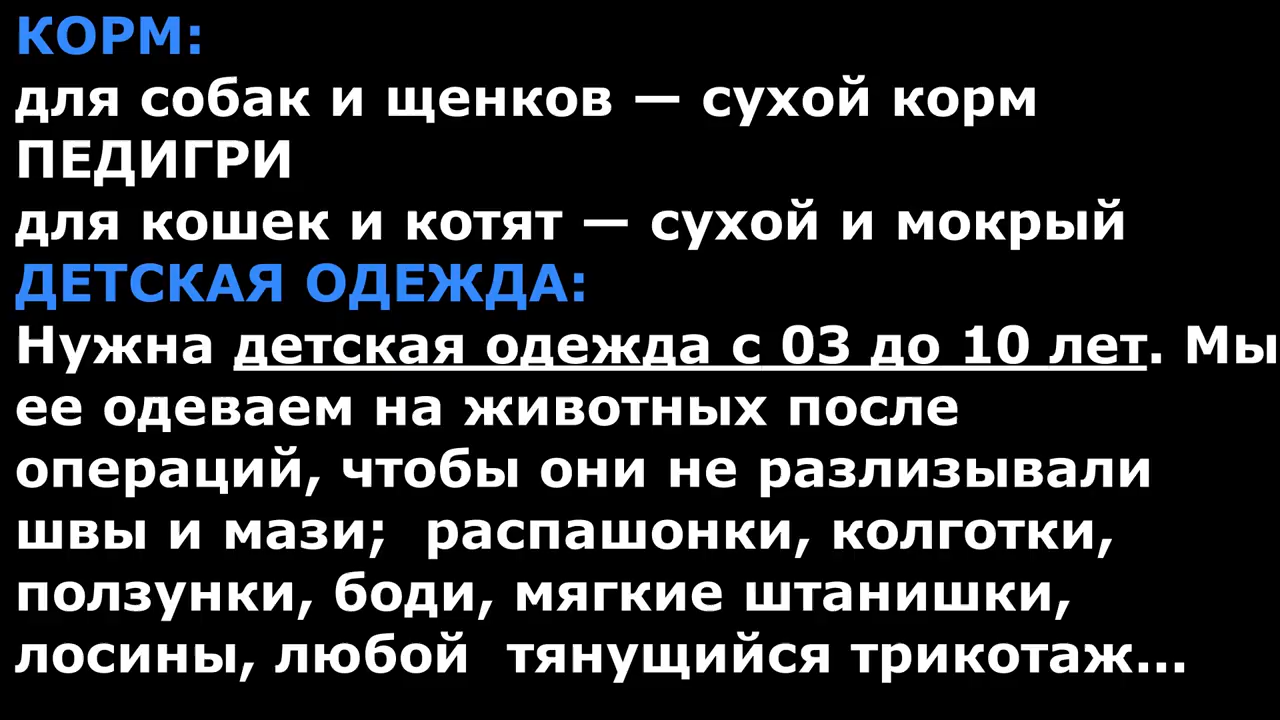 КОРМ:
для собак и щенков — сухой корм
ПЕДИГРИ
для кошек и котят — сухой и мокрый
ДЕТСКАЯ ОДЕЖДА:
Нужна детская одежда с 03 до 10 лет. Мы
ее одеваем на животных после
операций, чтобы они не разлизывали
швы и мази;  распашонки, колготки,
ползунки, боди, мягкие штанишки,
лосины, любой  тянущийся трикотаж...